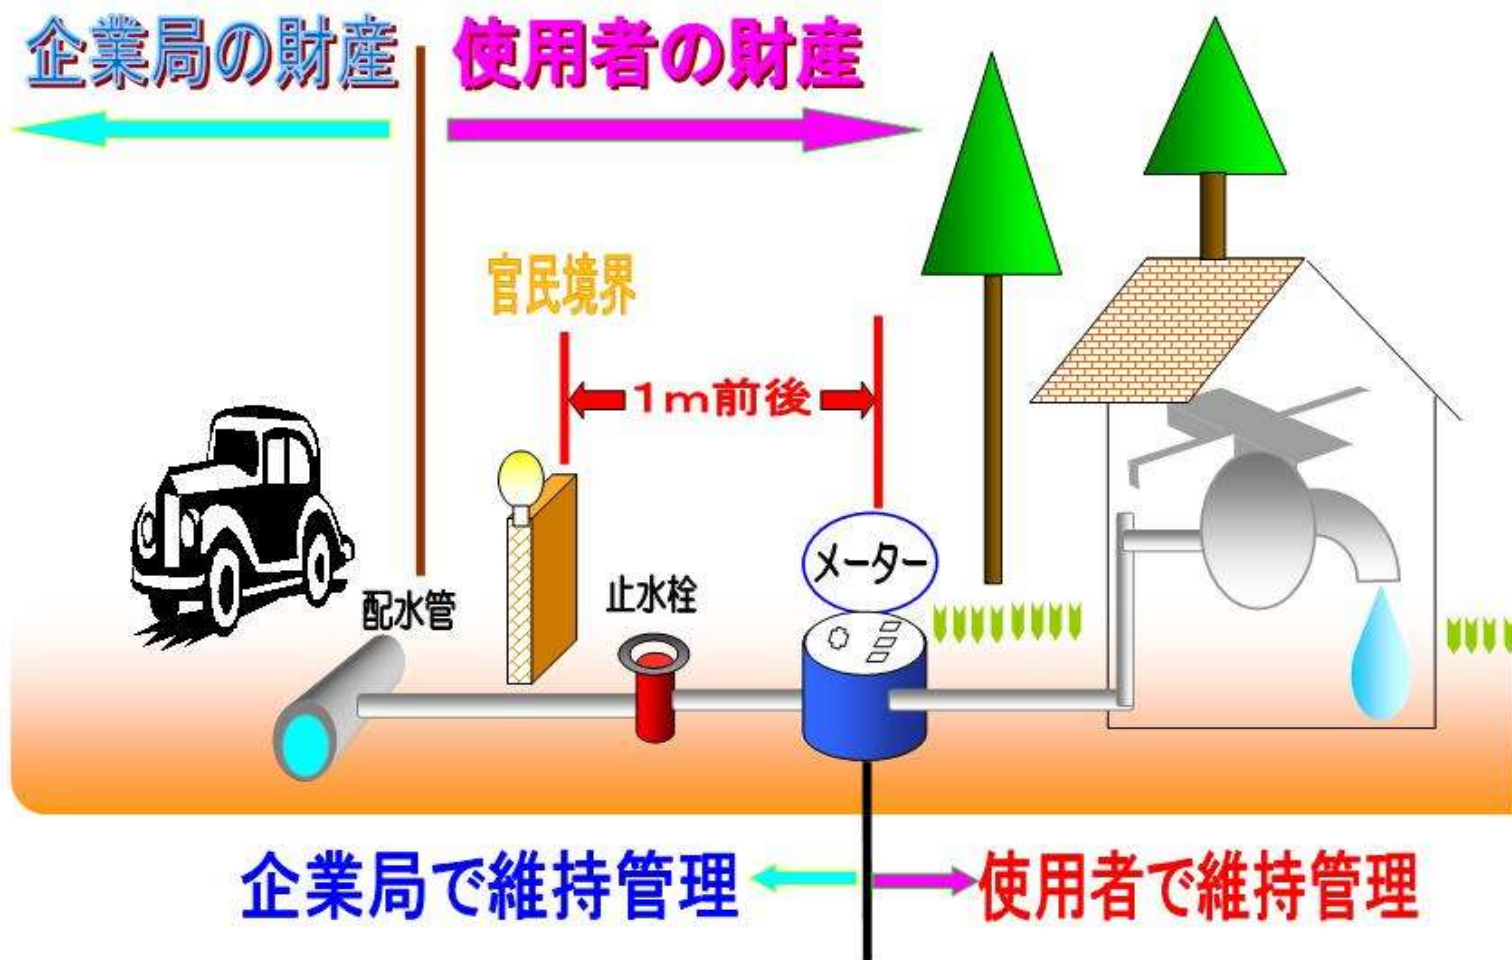 企業局の財産
使用者の財産
官民境界
1m前後
メーター
配水管
止水栓
企業局で維持管理
使用者で維持管理